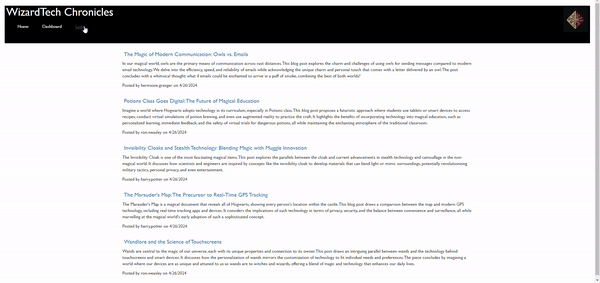 WizardTech Chronicles
Home Dashboard
The Magic of Modern Communication: Owls vs. Emails
In our magical world, owls are the primary means of communication across vast distances. This blog post explores the charm and challenges of using owls for sending messages compared to modern
email technology. We delve into the efficiency, speed, and reliability of emails while acknowledging the unique charm and personal touch that comes with a letter delivered by an owl. The post
concludes with a whimsical thought: what if emails could be enchanted to arrive in a puff of smoke, combining the best of both worlds?
Posted by hermione.granger on 4/26/2024
Potions Class Goes Digital: The Future of Magical Education
Imagine a world where Hogwarts adopts technology in its curriculum, especially in Potions class. This blog post proposes a futuristic approach where students use tablets or smart devices to access
recipes, conduct virtual simulations of potion brewing, and even use augmented reality to practice the craft. It highlights the benefits of incorporating technology into magical education, such as
personalized learning, immediate feedback, and the safety of virtual trials for dangerous potions, all while maintaining the enchanting atmosphere of the traditional classroom.
Posted by ron.weasley on 4/26/2024
Invisibility Cloaks and Stealth Technology: Blending Magic with Muggle Innovation
The Invisibility Cloak is one of the most fascinating magical items. This post explores the parallels between the cloak and current advancements in stealth technology and camouflage in the non-
magical world. It discusses how scientists and engineers are inspired by concepts like the invisibility cloak to develop materials that can bend light or mimic surroundings, potentially revolutionizing
military tactics, personal privacy, and even entertainment.
Posted by harry.potter on 4/26/2024
The Marauder's Map: The Precursor to Real-Time GPS Tracking
The Marauder's Map is a magical document that reveals all of Hogwarts, showing every person's location within the castle. This blog post draws a comparison between the map and modern GPS
technology, including real-time tracking apps and devices. It considers the implications of such technology in terms of privacy, security, and the balance between convenience and surveillance, all while
marvelling at the magical world's early adoption of such a sophisticated concept.
Posted by harry.potter on 4/26/2024
Wandlore and the Science of Touchscreens
Wands are central to the magic of our universe, each with its unique properties and connection to its owner. This post draws an intriguing parallel between wands and the technology behind
touchscreens and smart devices. It discusses how the personalization of wands mirrors the customization of technology to fit individual needs and preferences. The piece concludes by imagining
a world where our devices are as unique and attuned to us as wands are to witches and wizards, offering a blend of magic and technology that enhances our daily lives.
Posted by ron.weasley on 4/26/2024